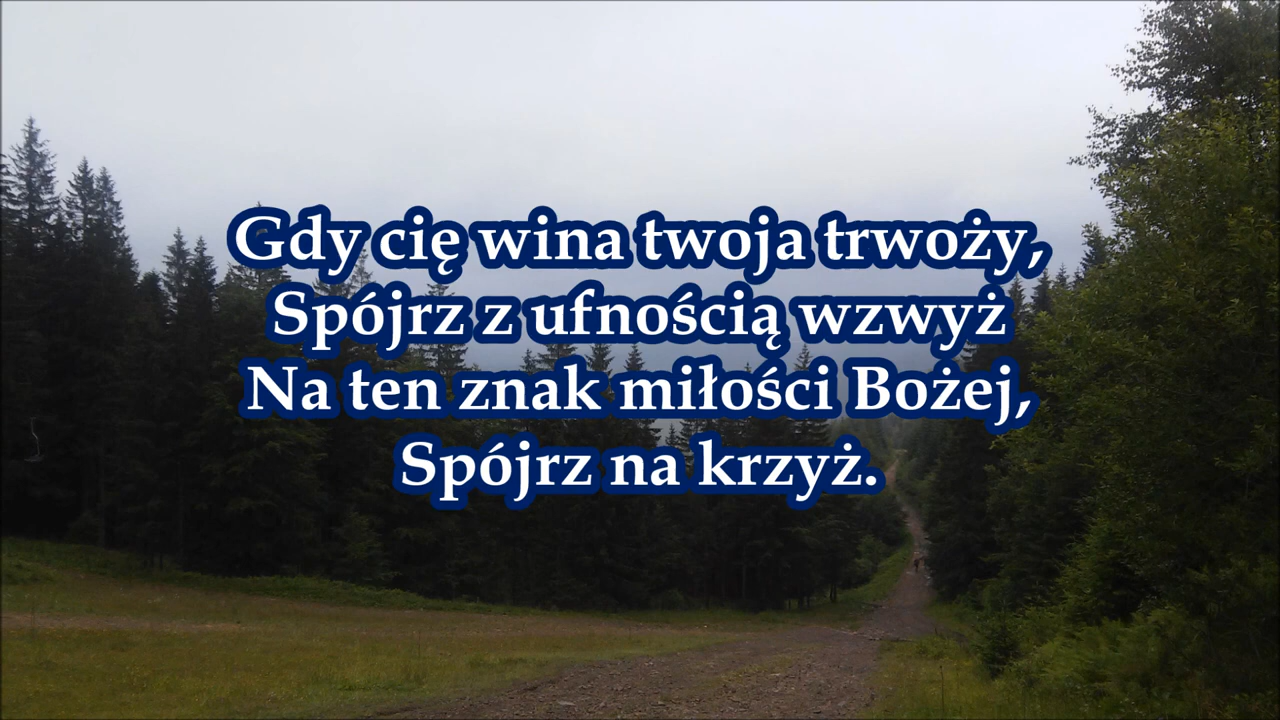 Gdy cię wina twoja trwoży,
Spójrz z ufnością wzwyż
Na ten znak miłości Bożej,
Spójrz na krzyż.